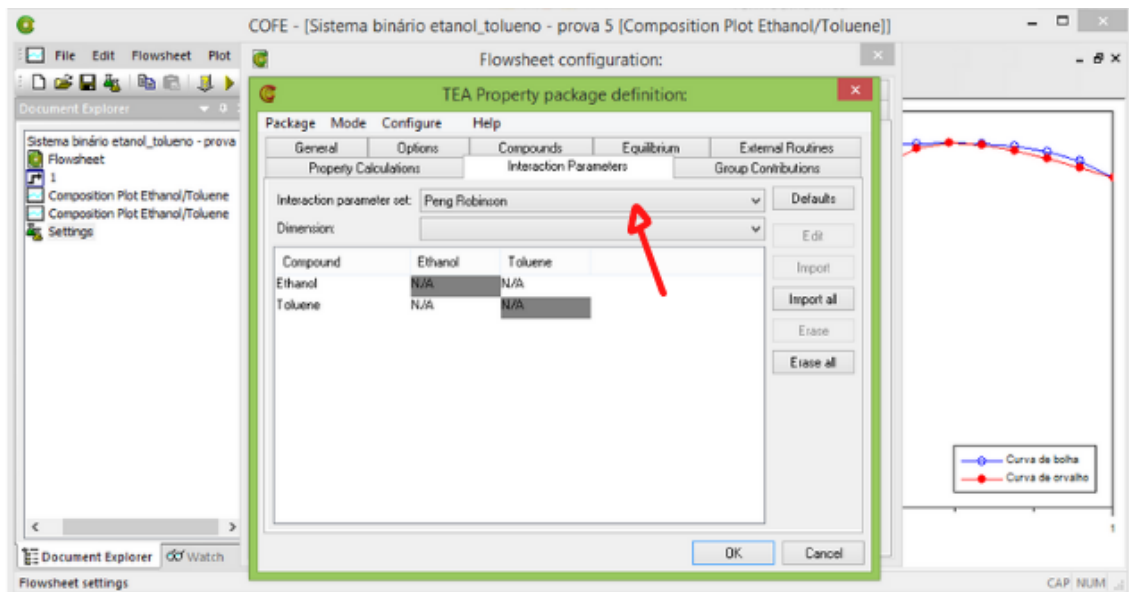 COFE - [Sistema binário etanol_tolueno - prova 5 [Composition Plot Ethanol/Toluene]]
File Edit Flowsheet Plot
Flowsheet configuration:
Document Explorer
TEA Property package definition:
Package Mode Configure Help
Sistema binário etanol_tolueno - prova
Flowsheet
1
Composition Plot Ethanol/Toluene
Composition Plot Ethanol/Toluene
Settings
General Options Compounds Equilibrium External Routines
Property Calculations Interaction Parameters Group Contributions
Interaction parameter set: Peng Robinson Defaults
Dimension: Edit
Compound Ethanol Toluene
Import
Ethanol N/A N/A
Toluene N/A N/A
Import all
Erase
Erase all
Curva de bolha
Curva de orvalho
1
OK Cancel
Document Explorer Watch
Flowsheet settings
CAP NUM